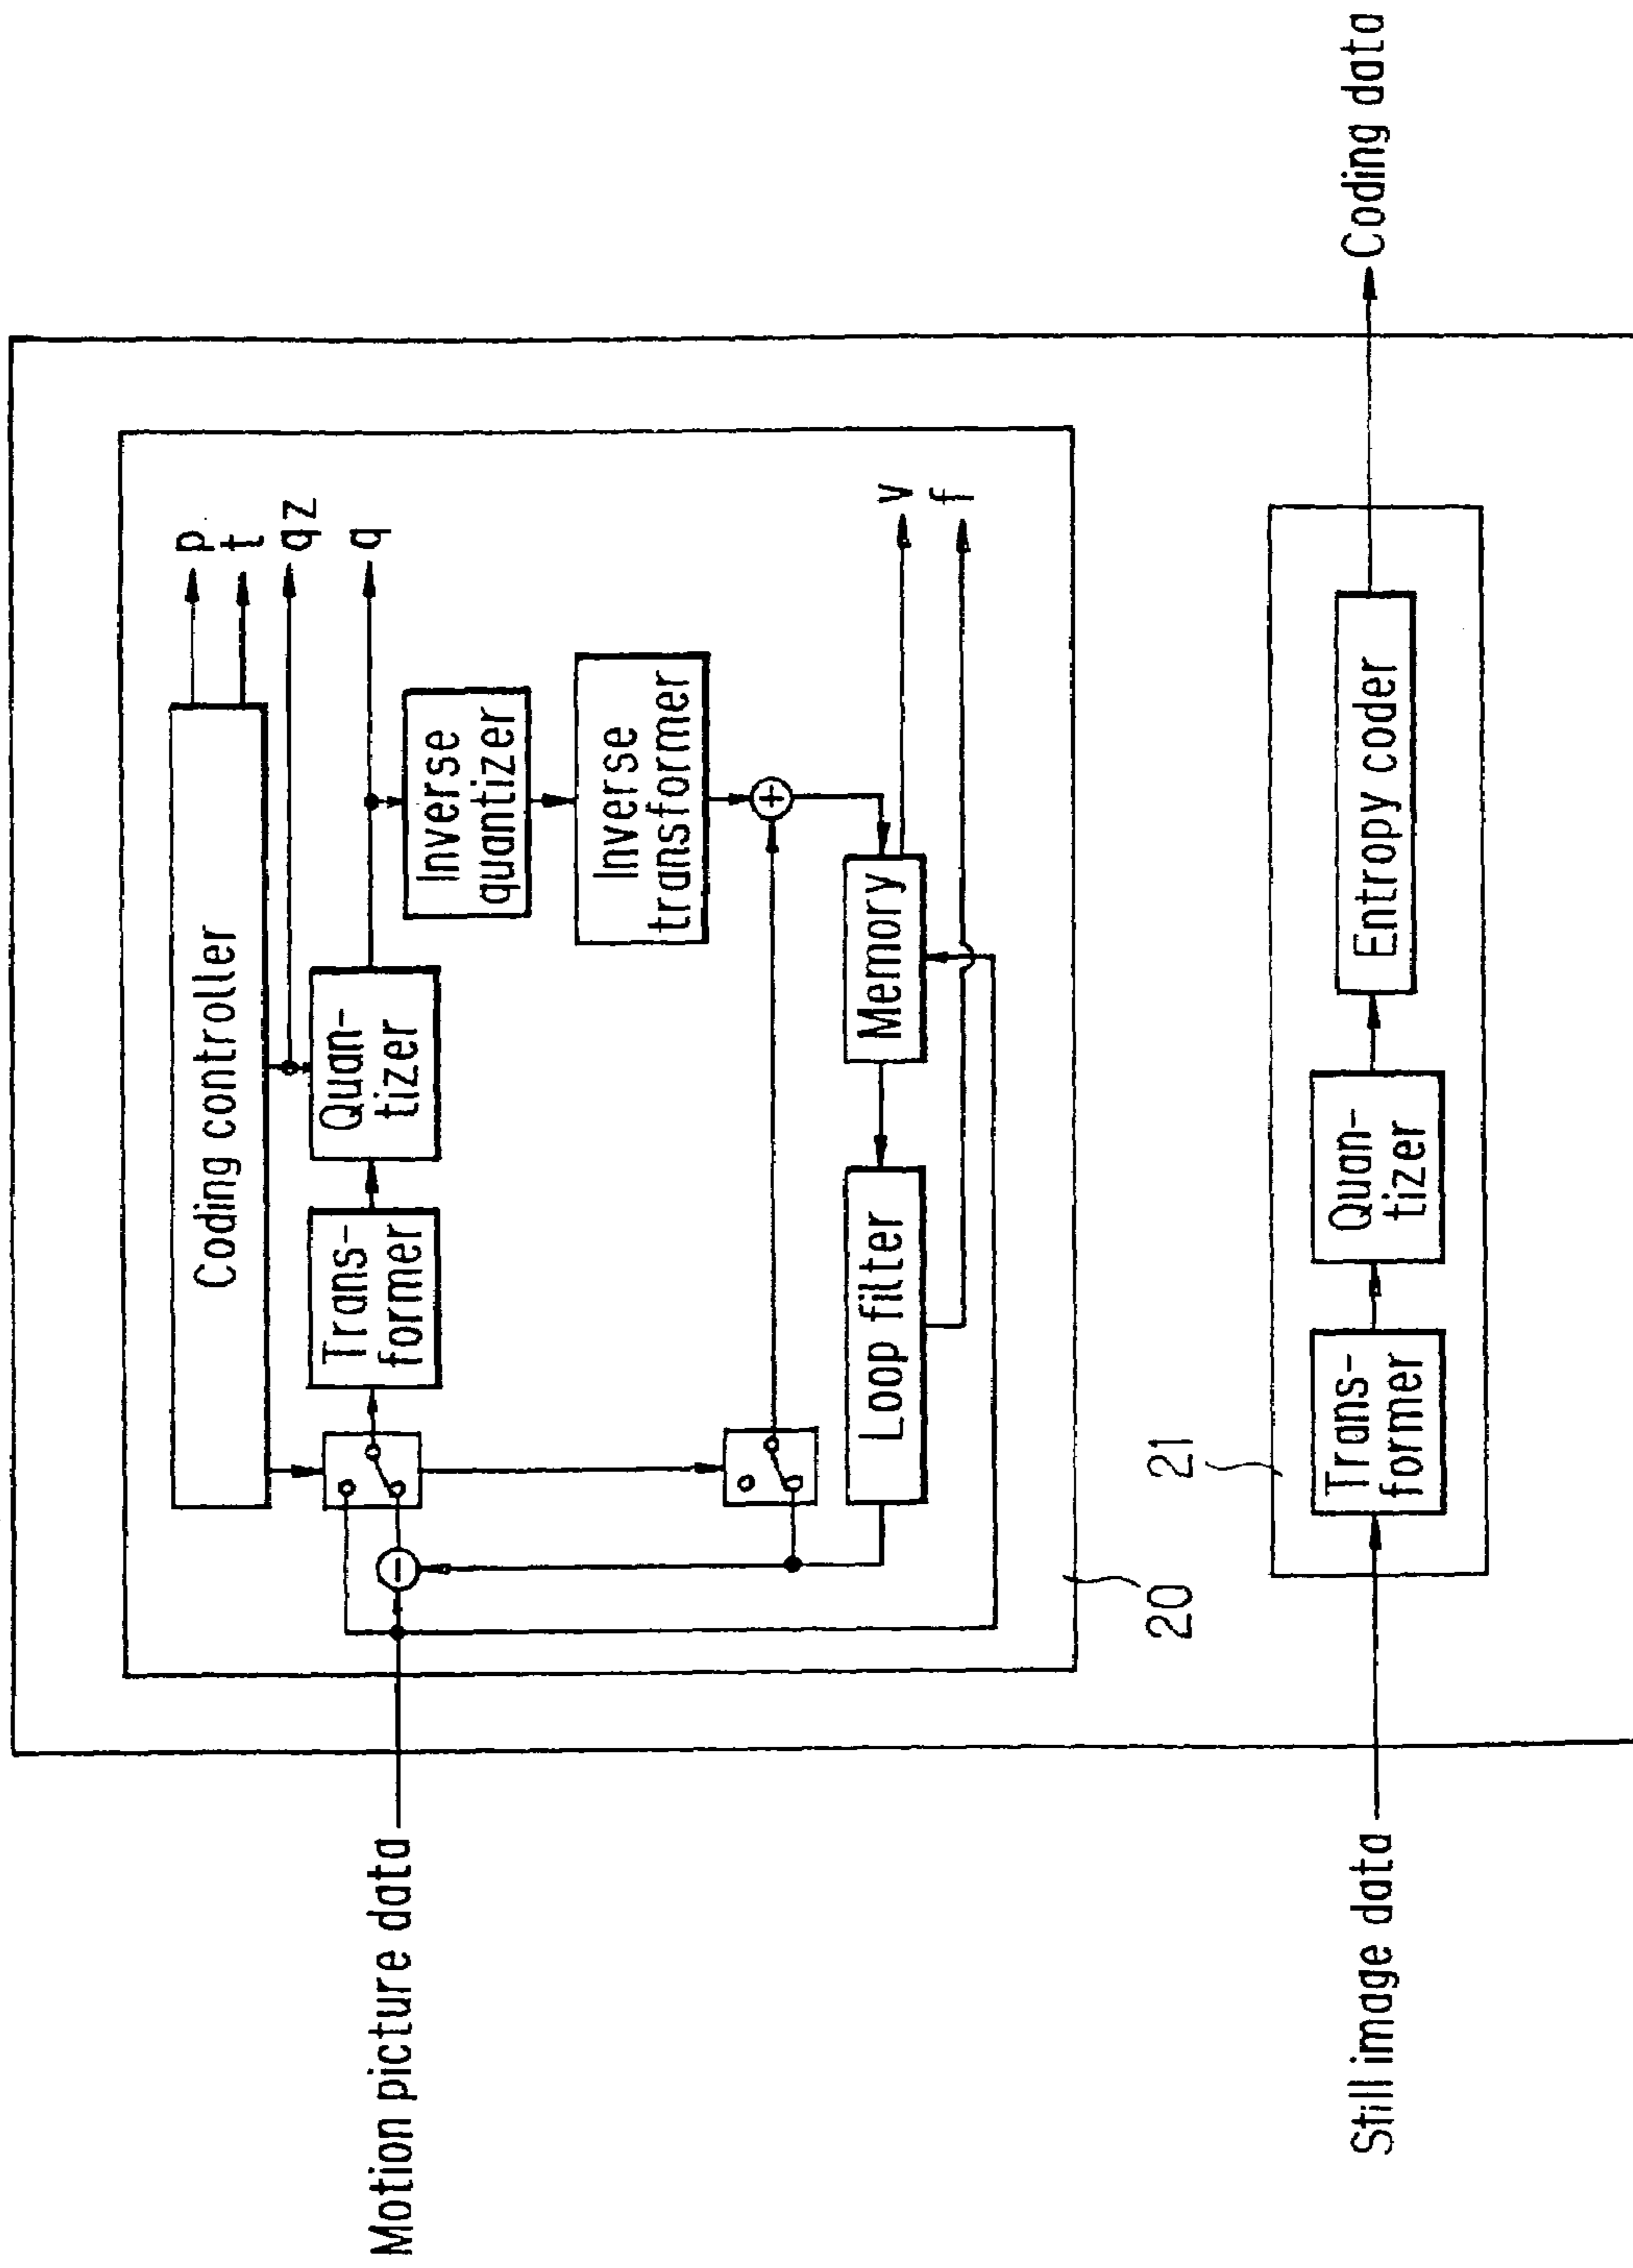 Coding controller
p
t
qz
q
Trans-
former
Quan-
tizer
Inverse
quantizer
Inverse
transformer
Motion picture data
Loop filter
Memory
v
f
20
21
Still image data
Trans-
former
Quan-
tizer
Entropy coder
Coding data